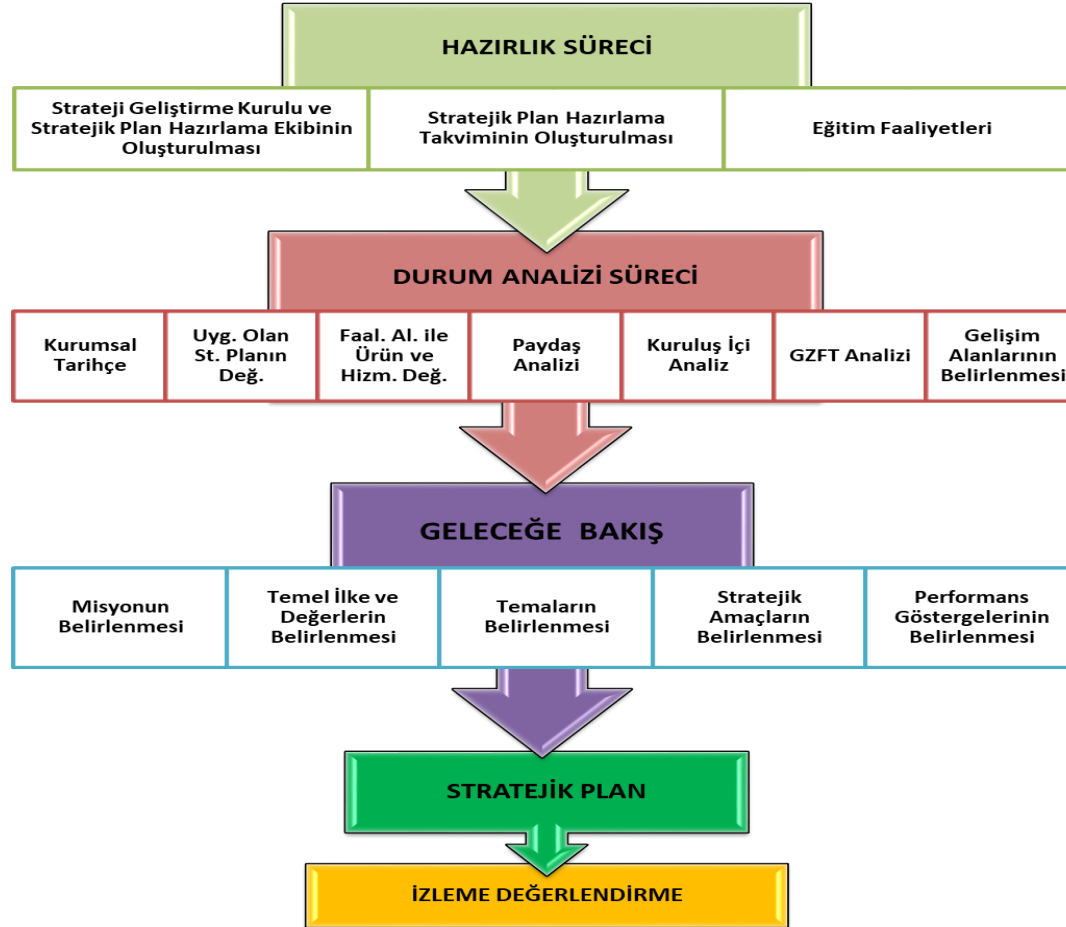 HAZIRLIK SÜRECİ
Strateji Geliştirme Kurulu ve
Stratejik Plan Hazırlama Ekibinin
Oluşturulması
Stratejik Plan Hazırlama
Takviminin Oluşturulması
Eğitim Faaliyetleri
DURUM ANALİZİ SÜRECİ
Kurumsal
Tarihçe
Uyg. Olan
St. Planın
Değ.
Faal. Al. ile
Ürün ve
Hizm. Değ.
Paydaş
Analizi
Kuruluş İçi
Analiz
GZFT Analizi
Gelişim
Alanlarının
Belirlenmesi
GELECEĞE BAKIŞ
Misyonun
Belirlenmesi
Temel İlke ve
Değerlerin
Belirlenmesi
Temaların
Belirlenmesi
Stratejik
Amaçların
Belirlenmesi
Performans
Göstergelerinin
Belirlenmesi
STRATEJİK PLAN
İZLEME DEĞERLENDİRME